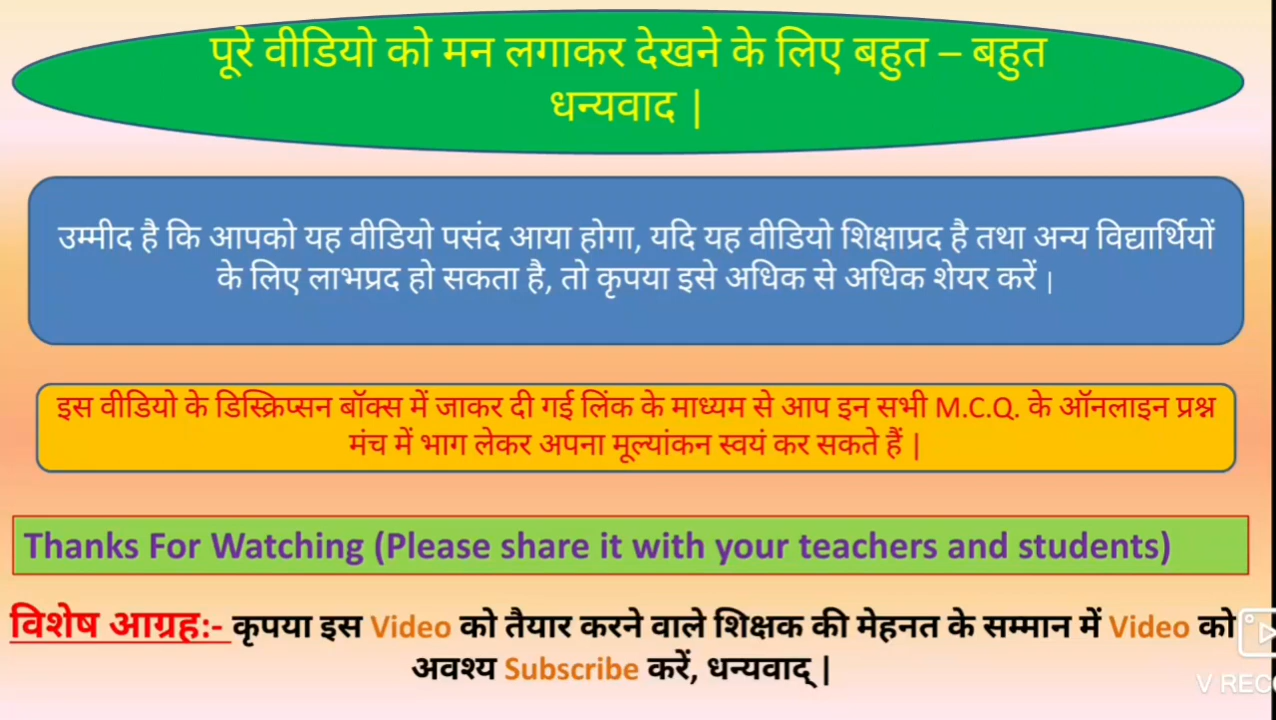 पूरे वीडियो को मन लगाकर देखने के लिए बहुत – बहुत
धन्यवाद |
उम्मीद है कि आपको यह वीडियो पसंद आया होगा, यदि यह वीडियो शिक्षाप्रद है तथा अन्य विद्यार्थियों
के लिए लाभप्रद हो सकता है, तो कृपया इसे अधिक से अधिक शेयर करें |
इस वीडियो के डिस्क्रिप्सन बॉक्स में जाकर दी गई लिंक के माध्यम से आप इन सभी M.C.Q. के ऑनलाइन प्रश्न
मंच में भाग लेकर अपना मूल्यांकन स्वयं कर सकते हैं |
Thanks For Watching (Please share it with your teachers and students)
विशेष आग्रह:- कृपया इस Video को तैयार करने वाले शिक्षक की मेहनत के सम्मान में Video को
अवश्य Subscribe करें, धन्यवाद् |